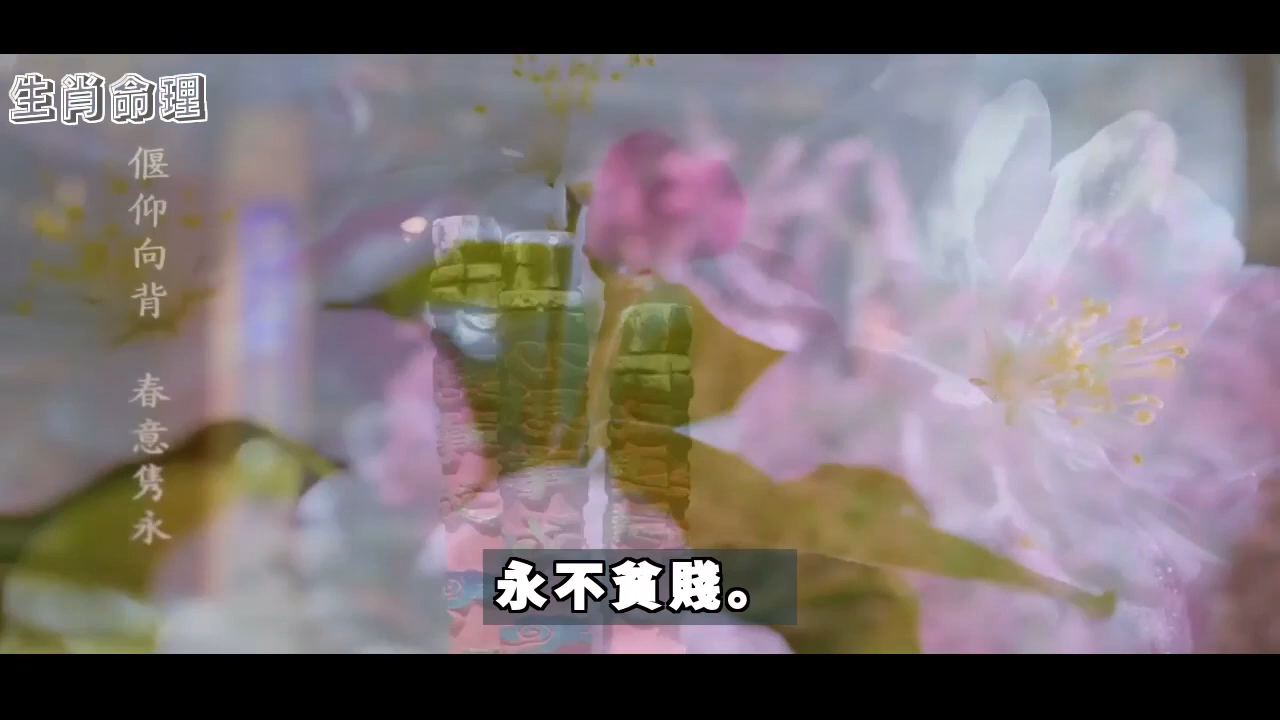 生肖命理
偃仰向背
春意隽永
永不貧賤。